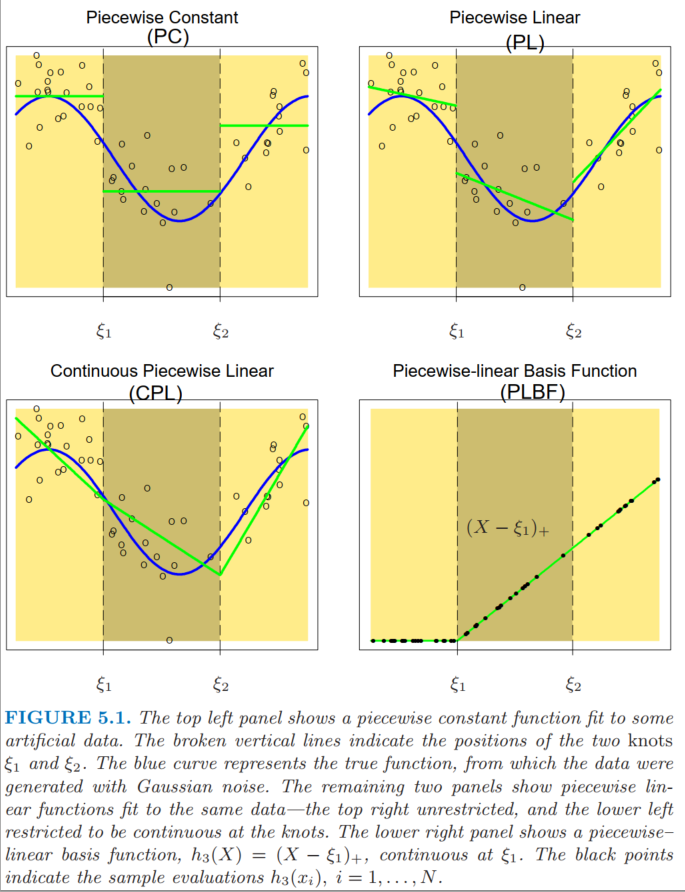 Piecewise Constant
(PC)
Piecewise Linear
(PL)
ξ1
ξ2
ξ1
ξ2
Continuous Piecewise Linear
(CPL)
Piecewise-linear Basis Function
(PLBF)
(X − ξ1)+
ξ1
ξ2
ξ1
ξ2
FIGURE 5.1. The top left panel shows a piecewise constant function fit to some
artificial data. The broken vertical lines indicate the positions of the two knots
ξ1 and ξ2. The blue curve represents the true function, from which the data were
generated with Gaussian noise. The remaining two panels show piecewise lin-
ear functions fit to the same data—the top right unrestricted, and the lower left
restricted to be continuous at the knots. The lower right panel shows a piecewise–
linear basis function, h3(X) = (X − ξ1)+, continuous at ξ1. The black points
indicate the sample evaluations h3(xi), i = 1, . . . , N.